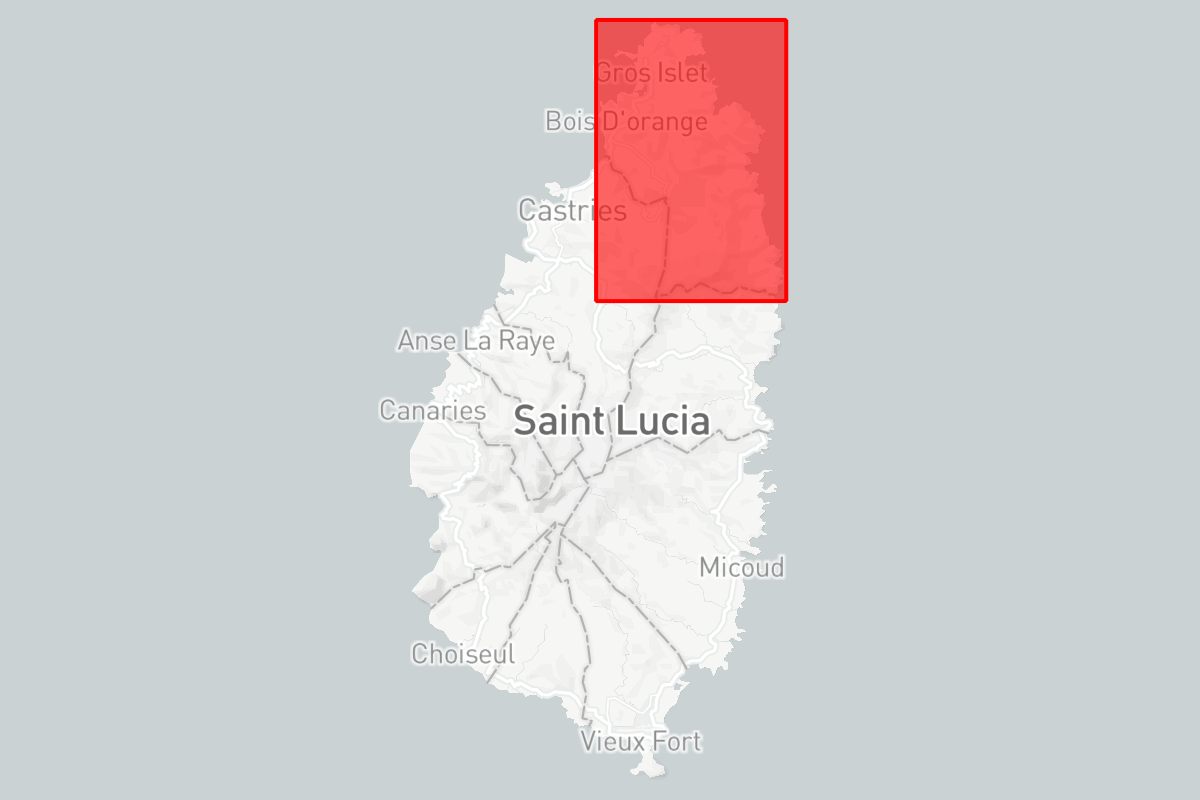 Gros Islet
Bois D'orange
Castries
Anse La Raye
Canaries
Saint Lucia
Micoud
Choiseul
Vieux Fort